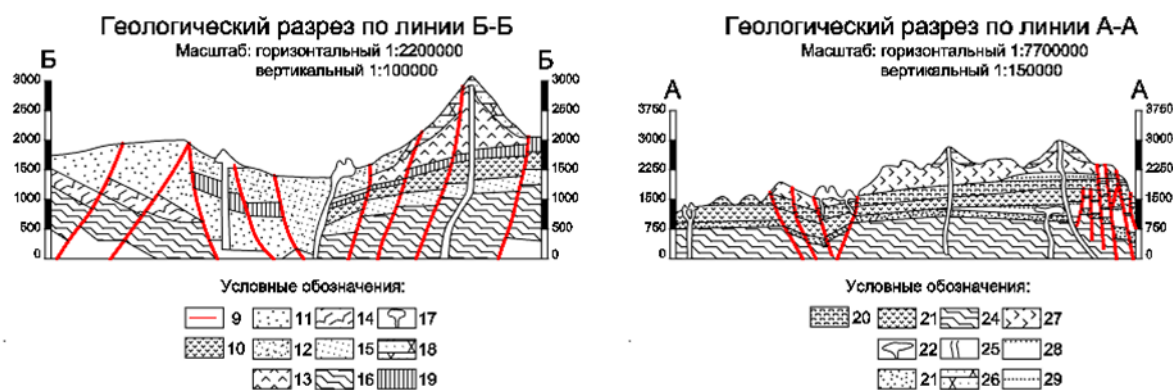 Геологический разрез по линии Б-Б
Масштаб: горизонтальный 1:2200000
вертикальный 1:100000
Б
Б
3000
2500
2000
1500
1000
500
0
3000
2500
2000
1500
1000
500
0
Условные обозначения:
9 11 14 17
10 12 15 18
13 16 19
Геологический разрез по линии А-А
Масштаб: горизонтальный 1:7700000
вертикальный 1:150000
А
А
3750
3000
2250
1500
750
0
3750
3000
2250
1500
750
0
Условные обозначения:
20 21 24 27
22 25 28
21 26 29